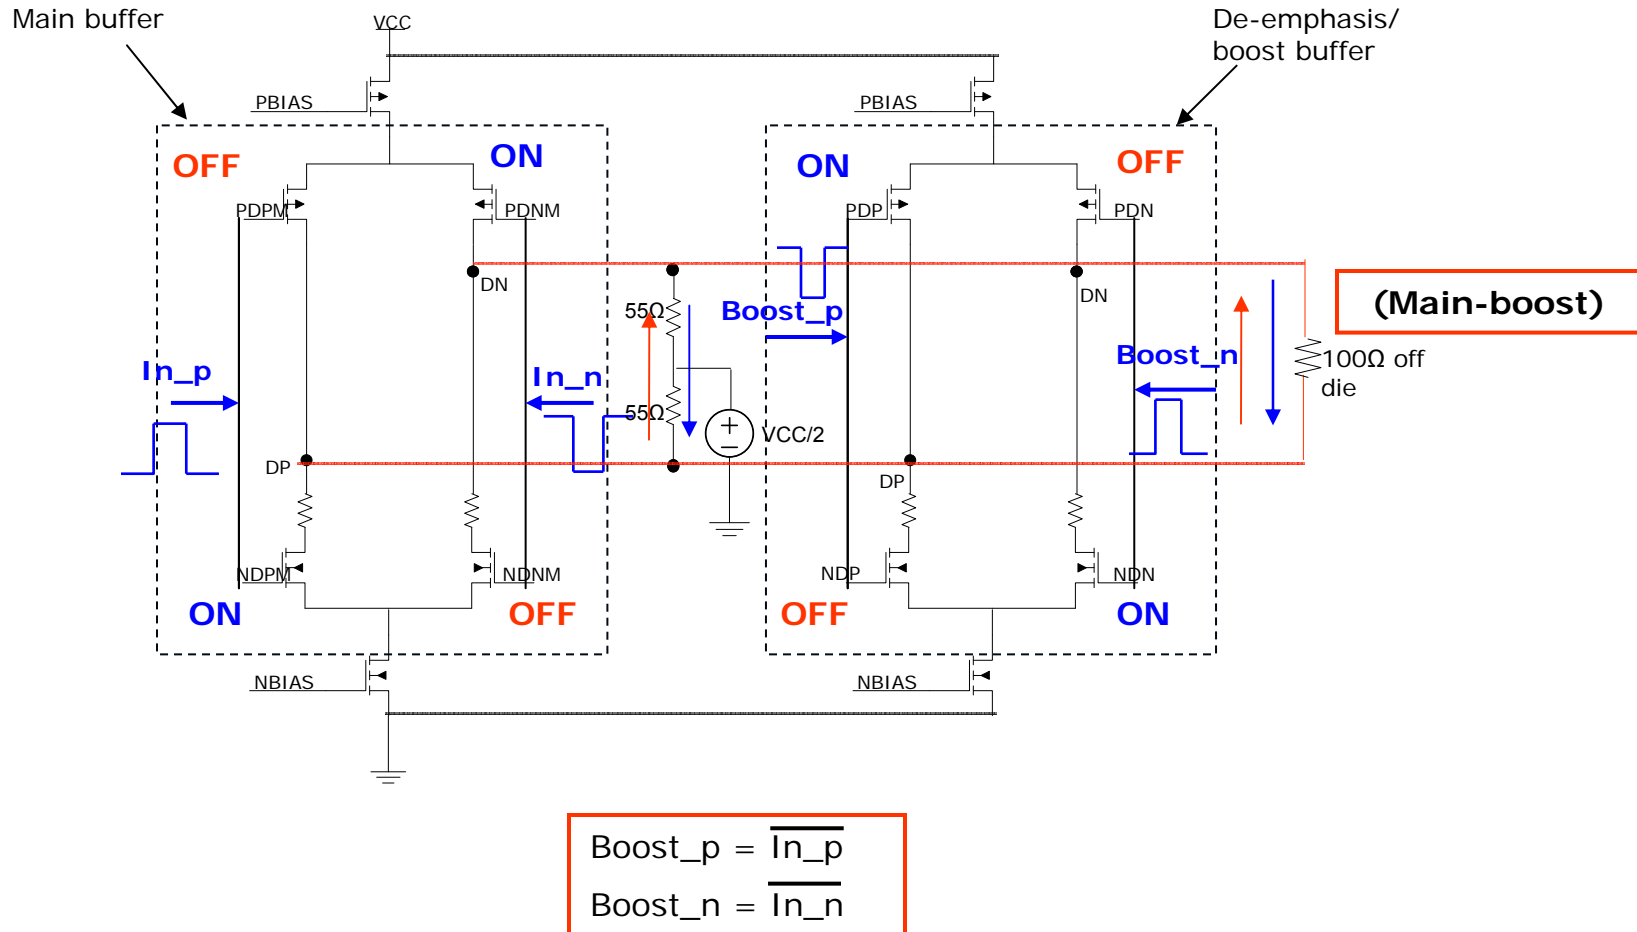 Main buffer
De-emphasis/
boost buffer
VCC
PBIAS
PBIAS
OFF
ON
ON
OFF
PDPM
PDNM
PDP
PDN
DN
DN
(Main-boost)
55Ω
Boost_p
Boost_n
100Ω off
die
In_p
In_n
55Ω
VCC/2
DP
DP
NDPM
NDNM
NDP
NDN
ON
OFF
OFF
ON
NBIAS
NBIAS
Boost_p = I̅n̅_̅p̅
Boost_n = I̅n̅_̅n̅